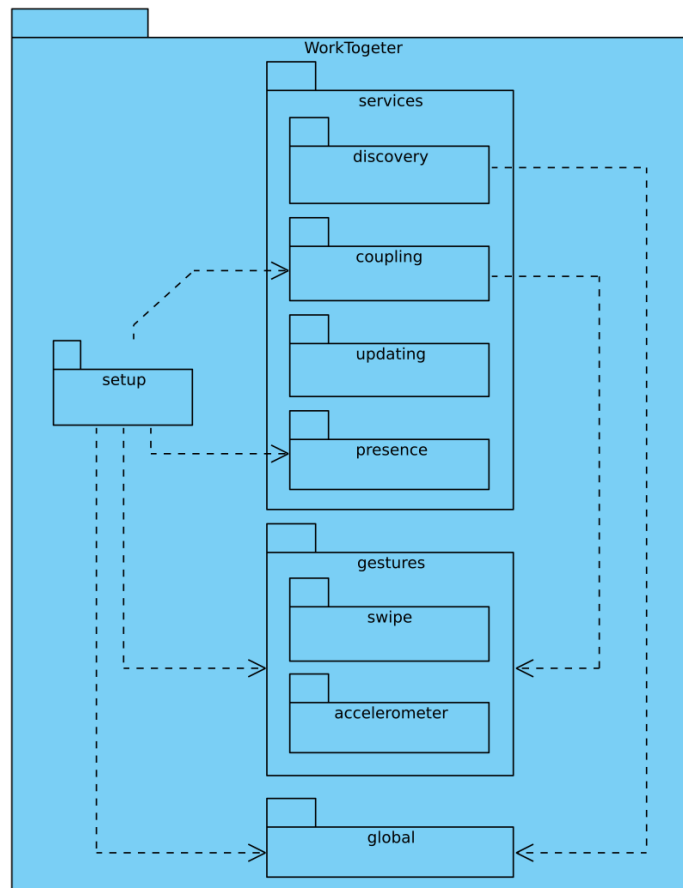 WorkTogeter
services
discovery
coupling
updating
setup
presence
gestures
swipe
accelerometer
global